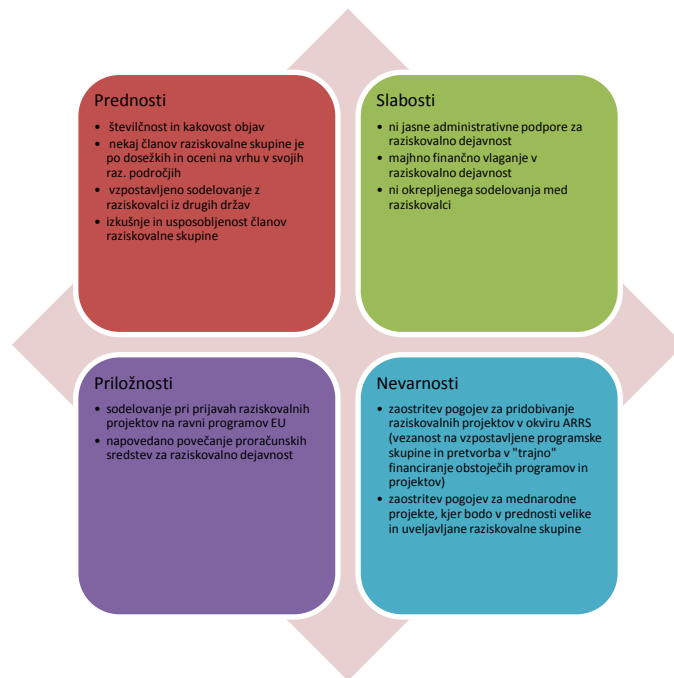 Prednosti
• številčnost in kakovost objav
• nekaj članov raziskovalne skupine je
po dosežkih in oceni na vrhu v svojih
raz. področjih
• vzpostavljeno sodelovanje z
raziskovalci iz drugih držav
• izkušnje in usposobljenost članov
raziskovalne skupine
Slabosti
• ni jasne administrativne podpore za
raziskovalno dejavnost
• majhno finančno vlaganje v
raziskovalno dejavnost
• ni okrepljenega sodelovanja med
raziskovalci
Priložnosti
• sodelovanje pri prijavah raziskovalnih
projektov na ravni programov EU
• napovedano povečanje proračunskih
sredstev za raziskovalno dejavnost
Nevarnosti
• zaostritev pogojev za pridobivanje
raziskovalnih projektov v okviru ARRS
(vezanost na vzpostavljene programske
skupine in pretvorba v "trajno"
financiranje obstoječih programov in
projektov)
• zaostritev pogojev za mednarodne
projekte, kjer bodo v prednosti velike
in uveljavljane raziskovalne skupine